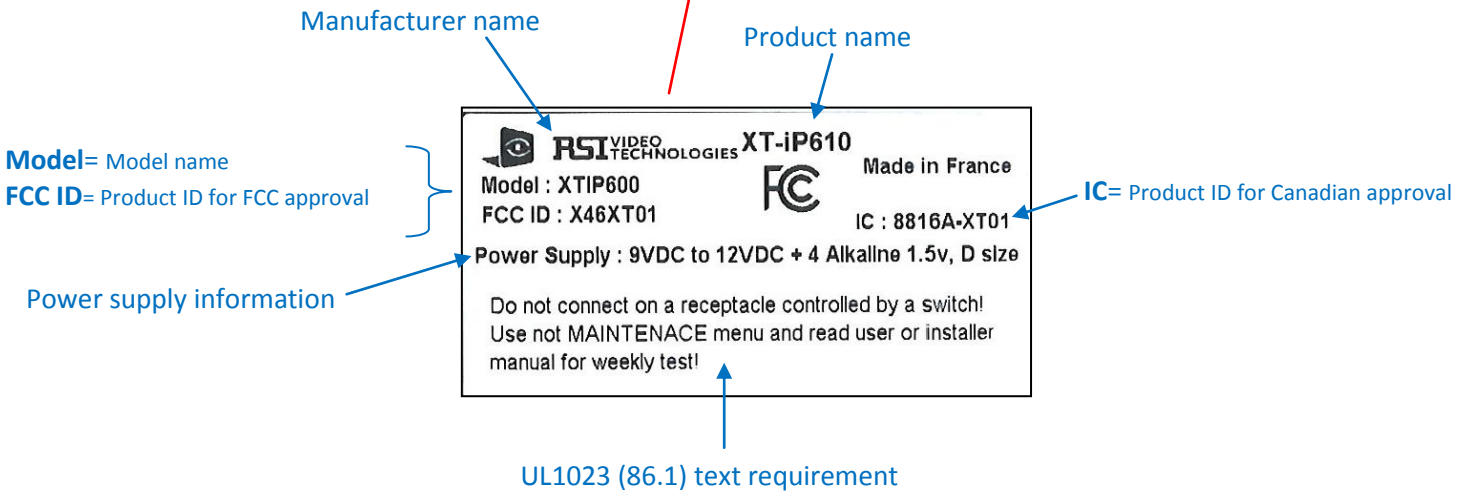 Manufacturer name
Product name
RSI VIDEO TECHNOLOGIES XT-iP610
Made in France
FC
Model : XTIP600
FCC ID : X46XT01
IC : 8816A-XT01
Power Supply : 9VDC to 12VDC + 4 Alkaline 1.5v, D size
Do not connect on a receptacle controlled by a switch!
Use not MAINTENACE menu and read user or installer
manual for weekly test!
Model= Model name
FCC ID= Product ID for FCC approval
IC= Product ID for Canadian approval
Power supply information
UL1023 (86.1) text requirement